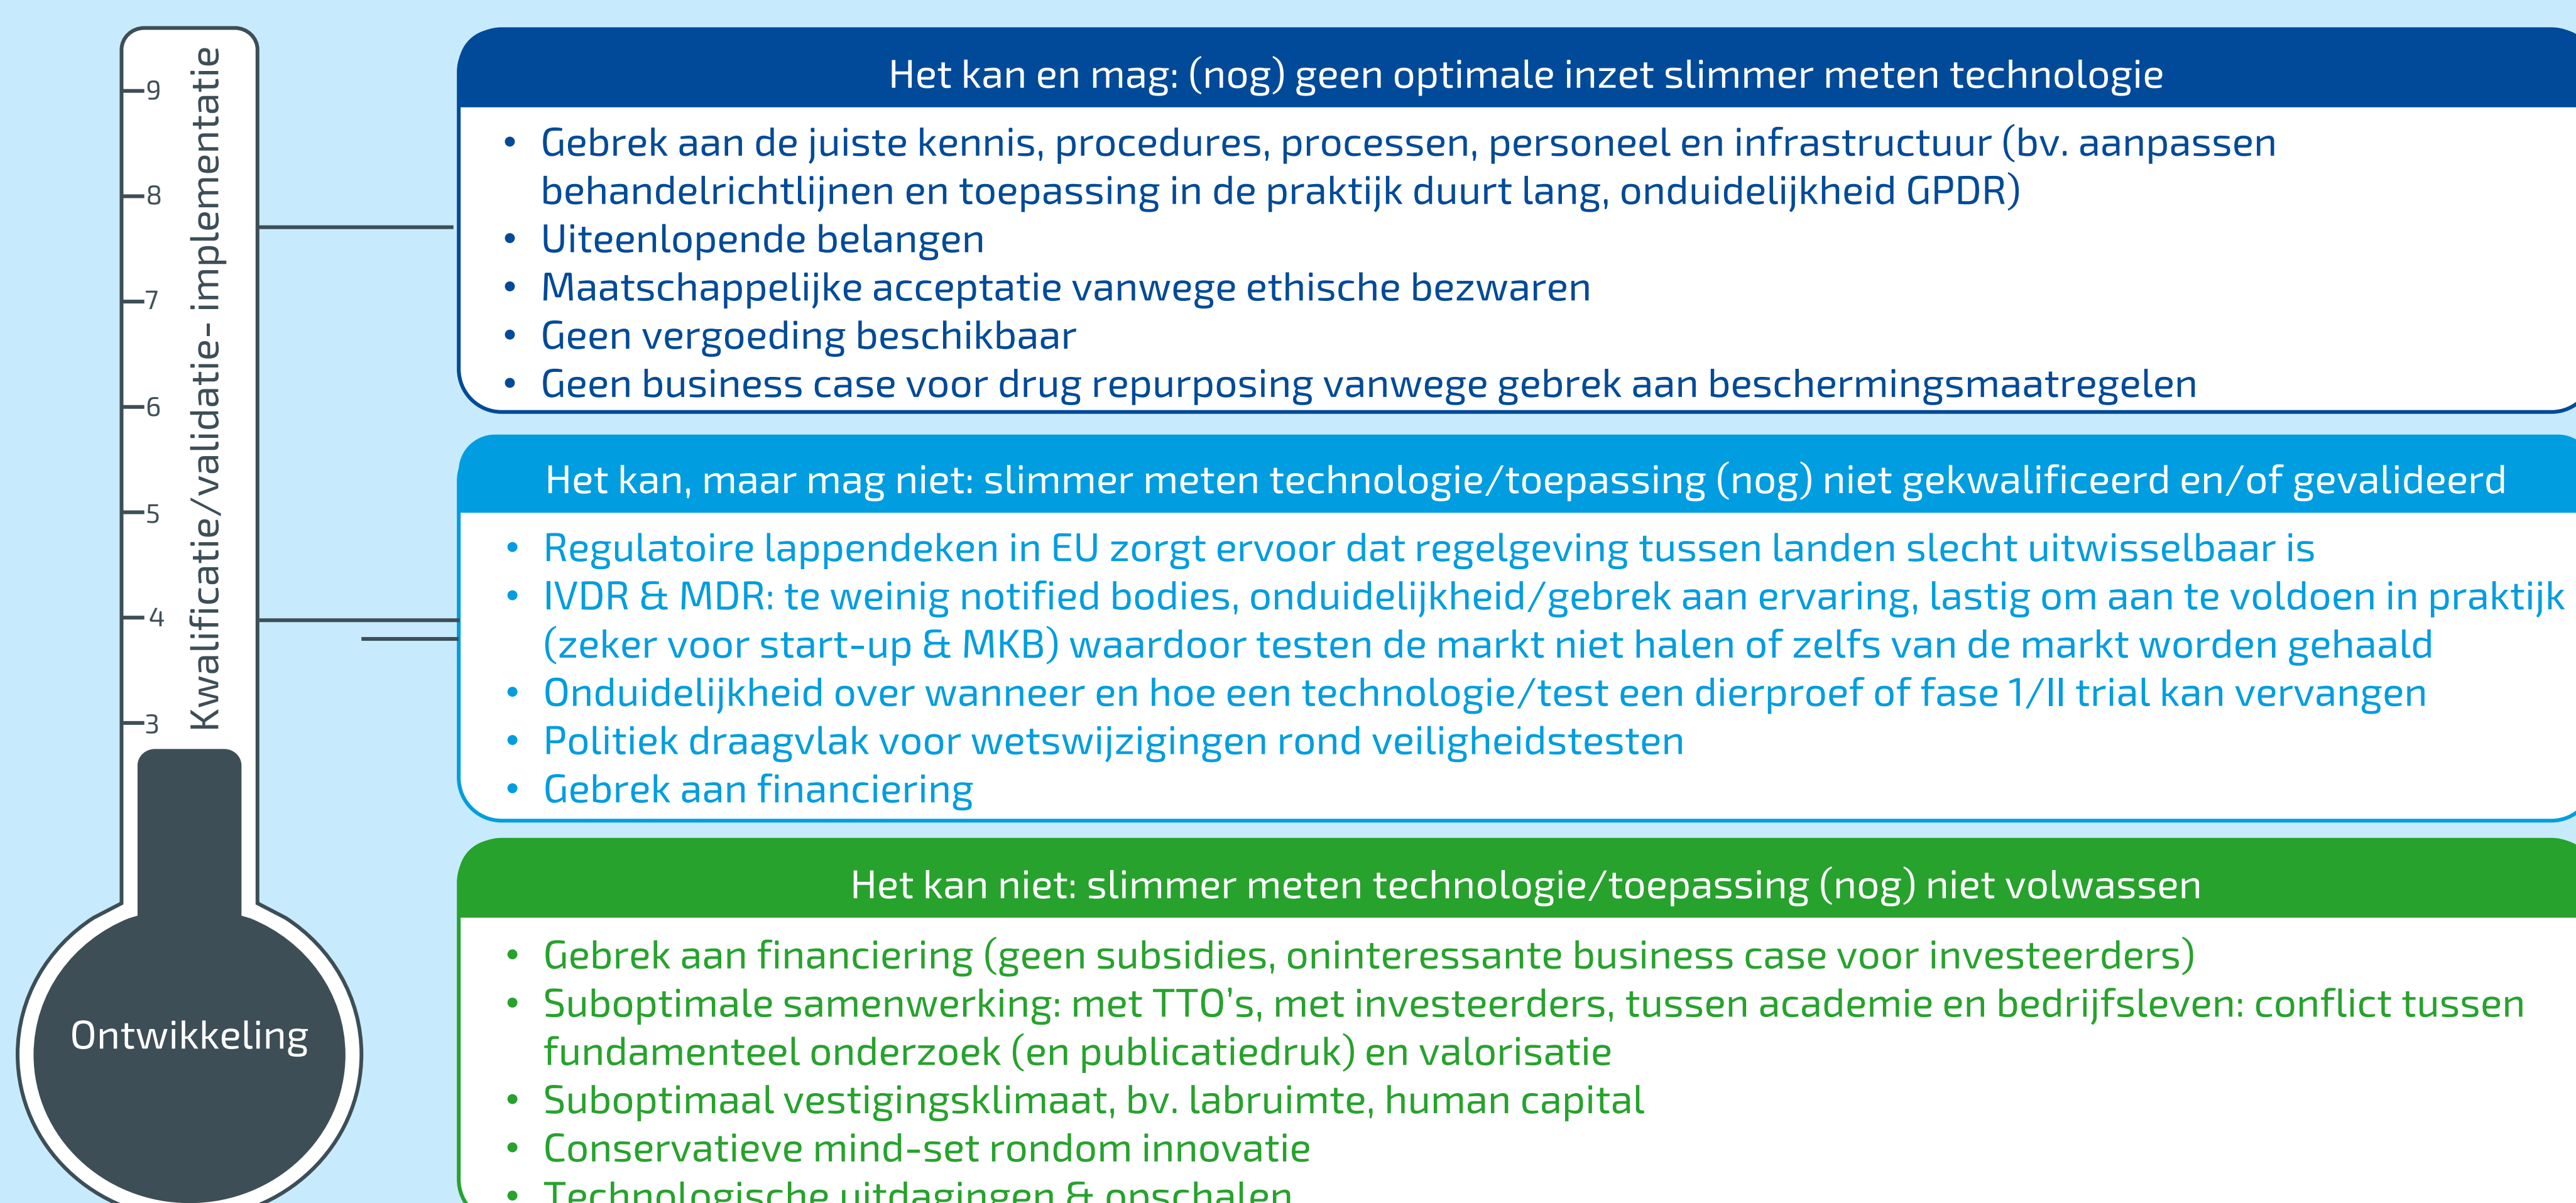 9
8
7
6
5
4
3
Kwalificatie/validatie- implementatie
Ontwikkeling
Het kan en mag: (nog) geen optimale inzet slimmer meten technologie
• Gebrek aan de juiste kennis, procedures, processen, personeel en infrastructuur (bv. aanpassen
behandelrichtlijnen en toepassing in de praktijk duurt lang, onduidelijkheid GPDR)
• Uiteenlopende belangen
• Maatschappelijke acceptatie vanwege ethische bezwaren
• Geen vergoeding beschikbaar
• Geen business case voor drug repurposing vanwege gebrek aan beschermingsmaatregelen
Het kan, maar mag niet: slimmer meten technologie/toepassing (nog) niet gekwalificeerd en/of gevalideerd
• Regulatoire lappendeken in EU zorgt ervoor dat regelgeving tussen landen slecht uitwisselbaar is
• IVDR & MDR: te weinig notified bodies, onduidelijkheid/gebrek aan ervaring, lastig om aan te voldoen in praktijk
(zeker voor start-up & MKB) waardoor testen de markt niet halen of zelfs van de markt worden gehaald
• Onduidelijkheid over wanneer en hoe een technologie/test een dierproef of fase 1/II trial kan vervangen
• Politiek draagvlak voor wetswijzigingen rond veiligheidstesten
• Gebrek aan financiering
Het kan niet: slimmer meten technologie/toepassing (nog) niet volwassen
• Gebrek aan financiering (geen subsidies, oninteressante business case voor investeerders)
• Suboptimale samenwerking: met TTO's, met investeerders, tussen academie en bedrijfsleven: conflict tussen
fundamenteel onderzoek (en publicatiedruk) en valorisatie
• Suboptimaal vestigingsklimaat, bv. labruimte, human capital
• Conservatieve mind-set rondom innovatie
• Technologische uitdagingen & opschalen